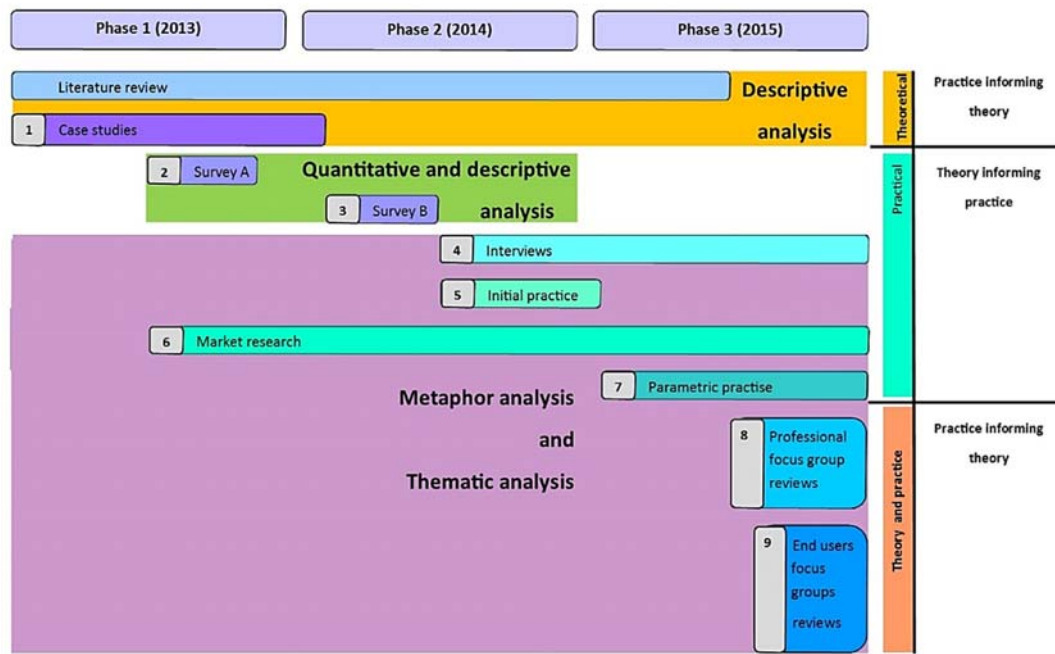 Phase 1 (2013)
Phase 2 (2014)
Phase 3 (2015)
Literature review
Descriptive
analysis
1
Case studies
Theoretical
Practice informing
theory
2
Survey A
Quantitative and descriptive
analysis
3
Survey B
Practical
Theory informing
practice
4
Interviews
5
Initial practice
6
Market research
7
Parametric practise
Metaphor analysis
and
Thematic analysis
8
Professional
focus group
reviews
Theory and practice
Practice informing
theory
9
End users
focus
groups
reviews